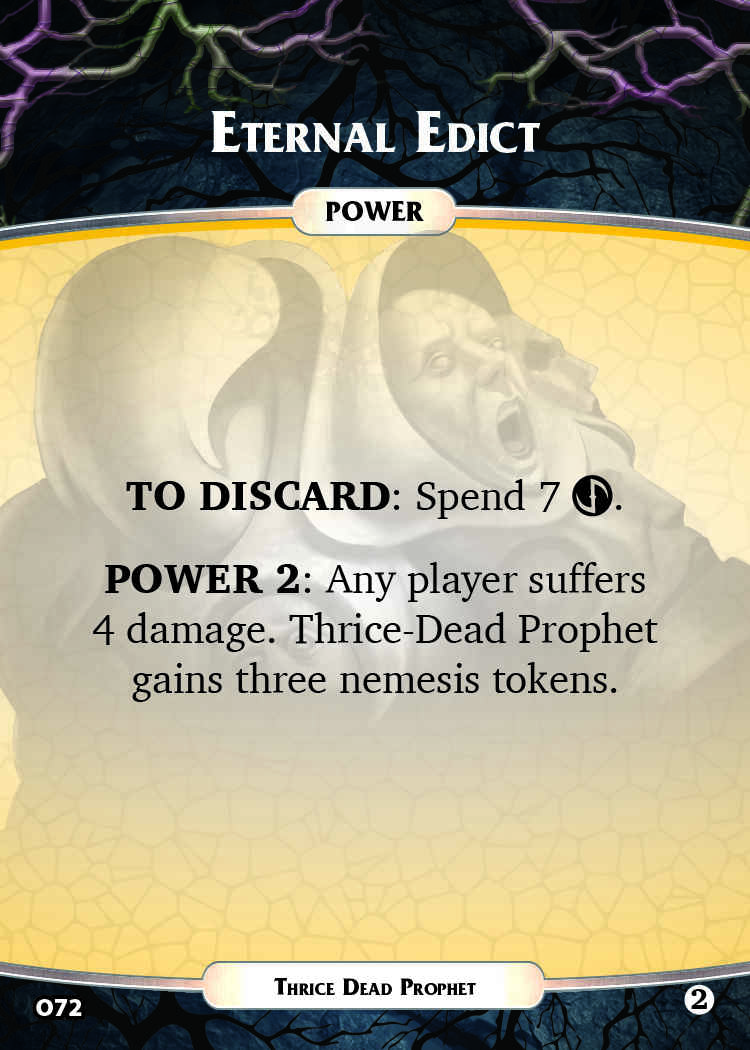 Eternal Edict
POWER
TO DISCARD: Spend 7 .
POWER 2: Any player suffers
4 damage. Thrice-Dead Prophet
gains three nemesis tokens.
Thrice Dead Prophet
072
2